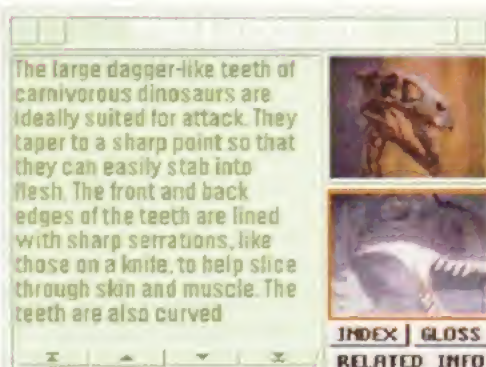 The large dagger-like teeth of
carnivorous dinosaurs are
ideally suited for attack. They
taper to a sharp point so that
they can easily stab into
flesh. The front and back
edges of the teeth are lined
with sharp serrations, like
those on a knife, to help slice
through skin and muscle. The
teeth are also curved
INDEX GLOSS
RELATED INFO